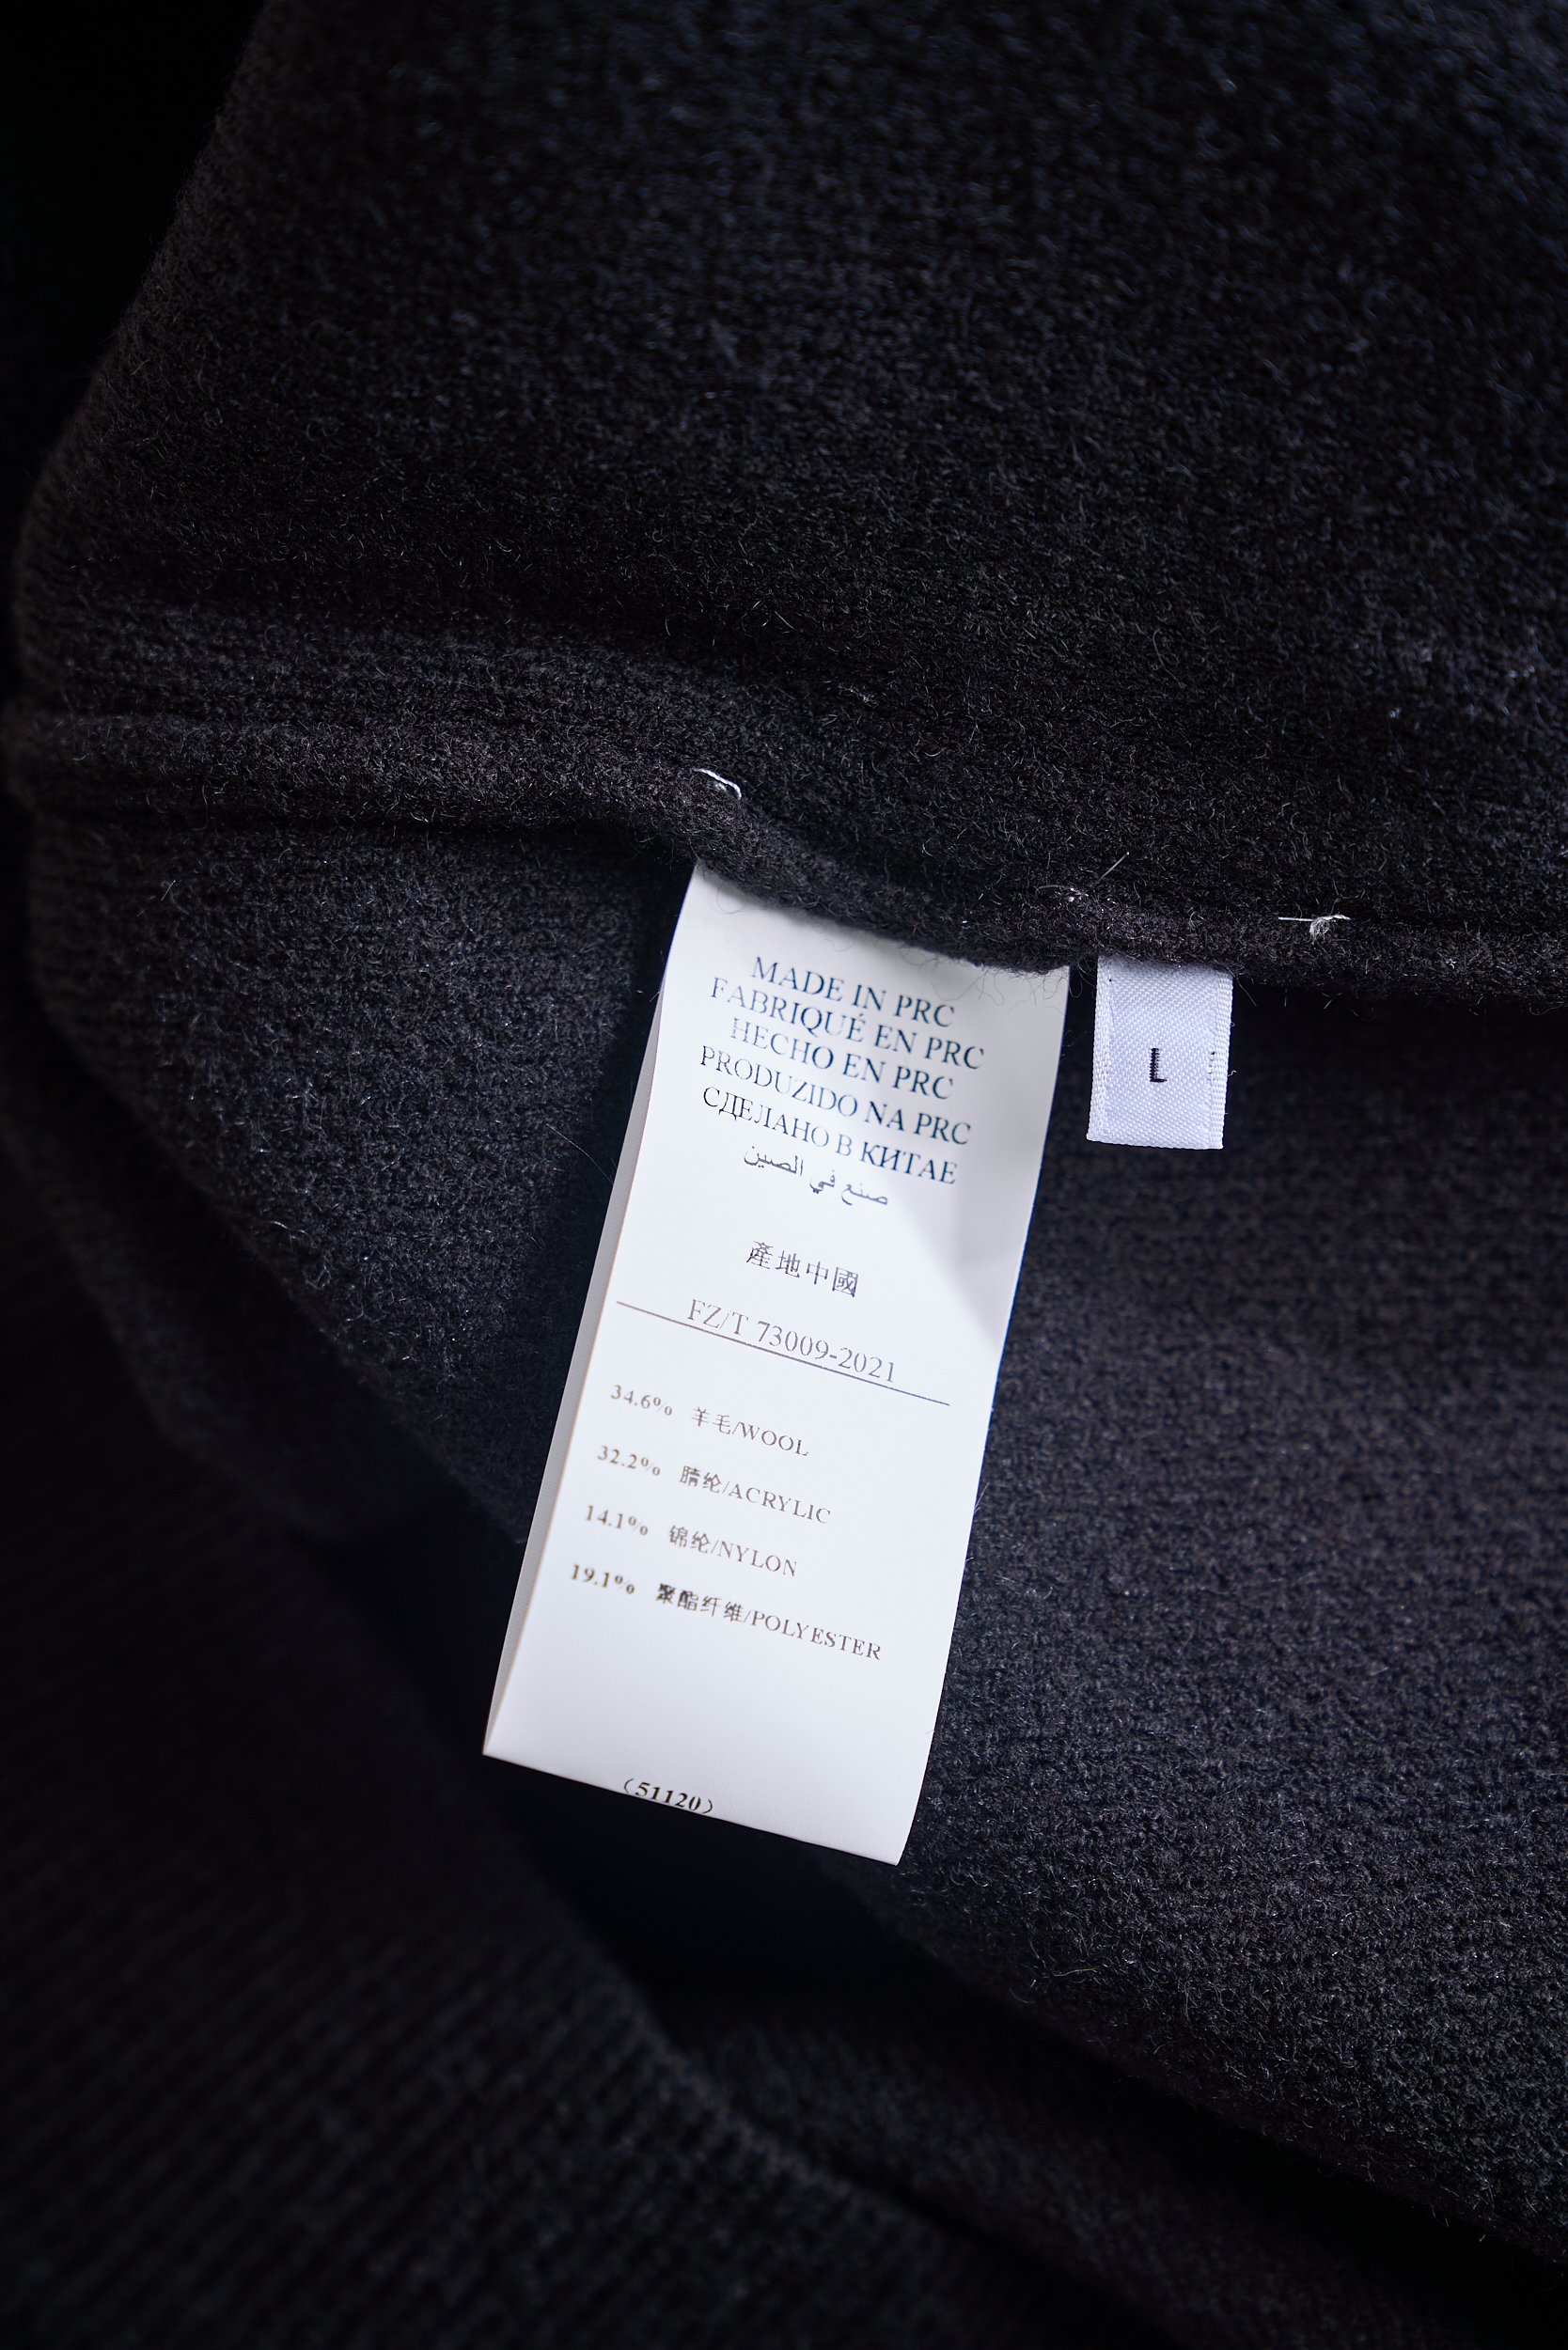 MADE IN PRC
FABRIQUÉ EN PRC
HECHO EN PRC
PRODUZIDO NA PRC
СДЕЛАНО В КИТАЕ
صنع في الصين
產地中國
FZ/T 73009-2021
34.6% 羊毛/WOOL
32.2% 腈纶/ACRYLIC
14.1% 锦纶/NYLON
19.1% 聚酯纤维/POLYESTER
(51120)
L